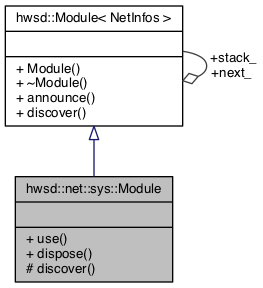 hwsd::Module< NetInfos >
+ Module()
+ ~Module()
+ announce()
+ discover()
+stack_
+next_
hwsd::net::sys::Module
+ use()
+ dispose()
# discover()